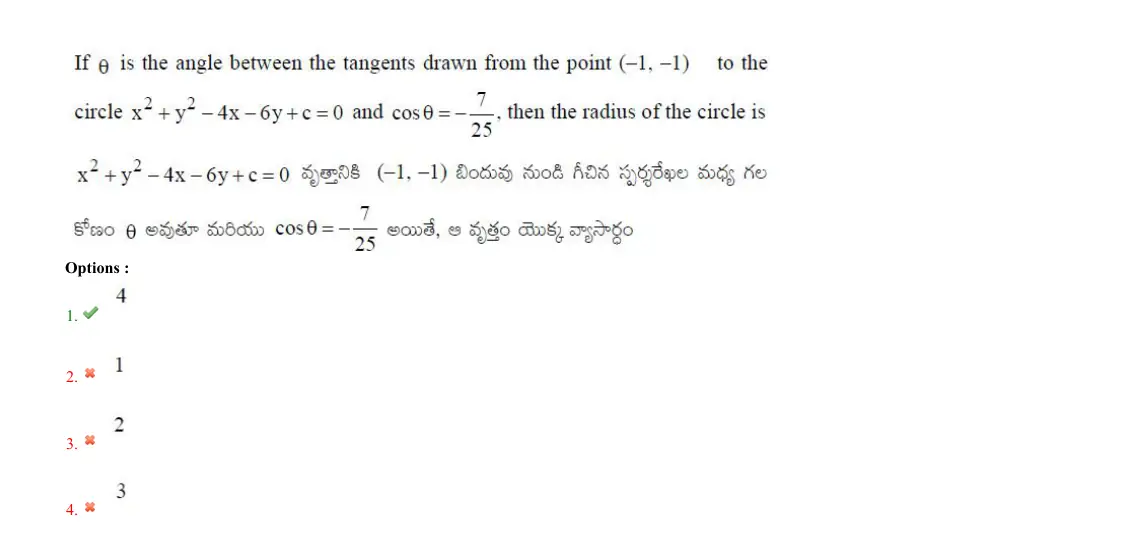 If θ is the angle between the tangents drawn from the point (−1, −1) to the
circle x² + y² − 4x − 6y + c = 0 and cos θ = −7/25, then the radius of the circle is
x² + y² − 4x − 6y + c = 0 వృత్తానికి (−1, −1) బిందువు నుండి గీచిన స్పర్శరేఖల మధ్య గల
కోణం θ అవుతూ మరియు cos θ = −7/25 అయితే, ఆ వృత్తం యొక్క వ్యాసార్ధం
Options :
1. ✔ 4
2. ✖ 1
3. ✖ 2
4. ✖ 3